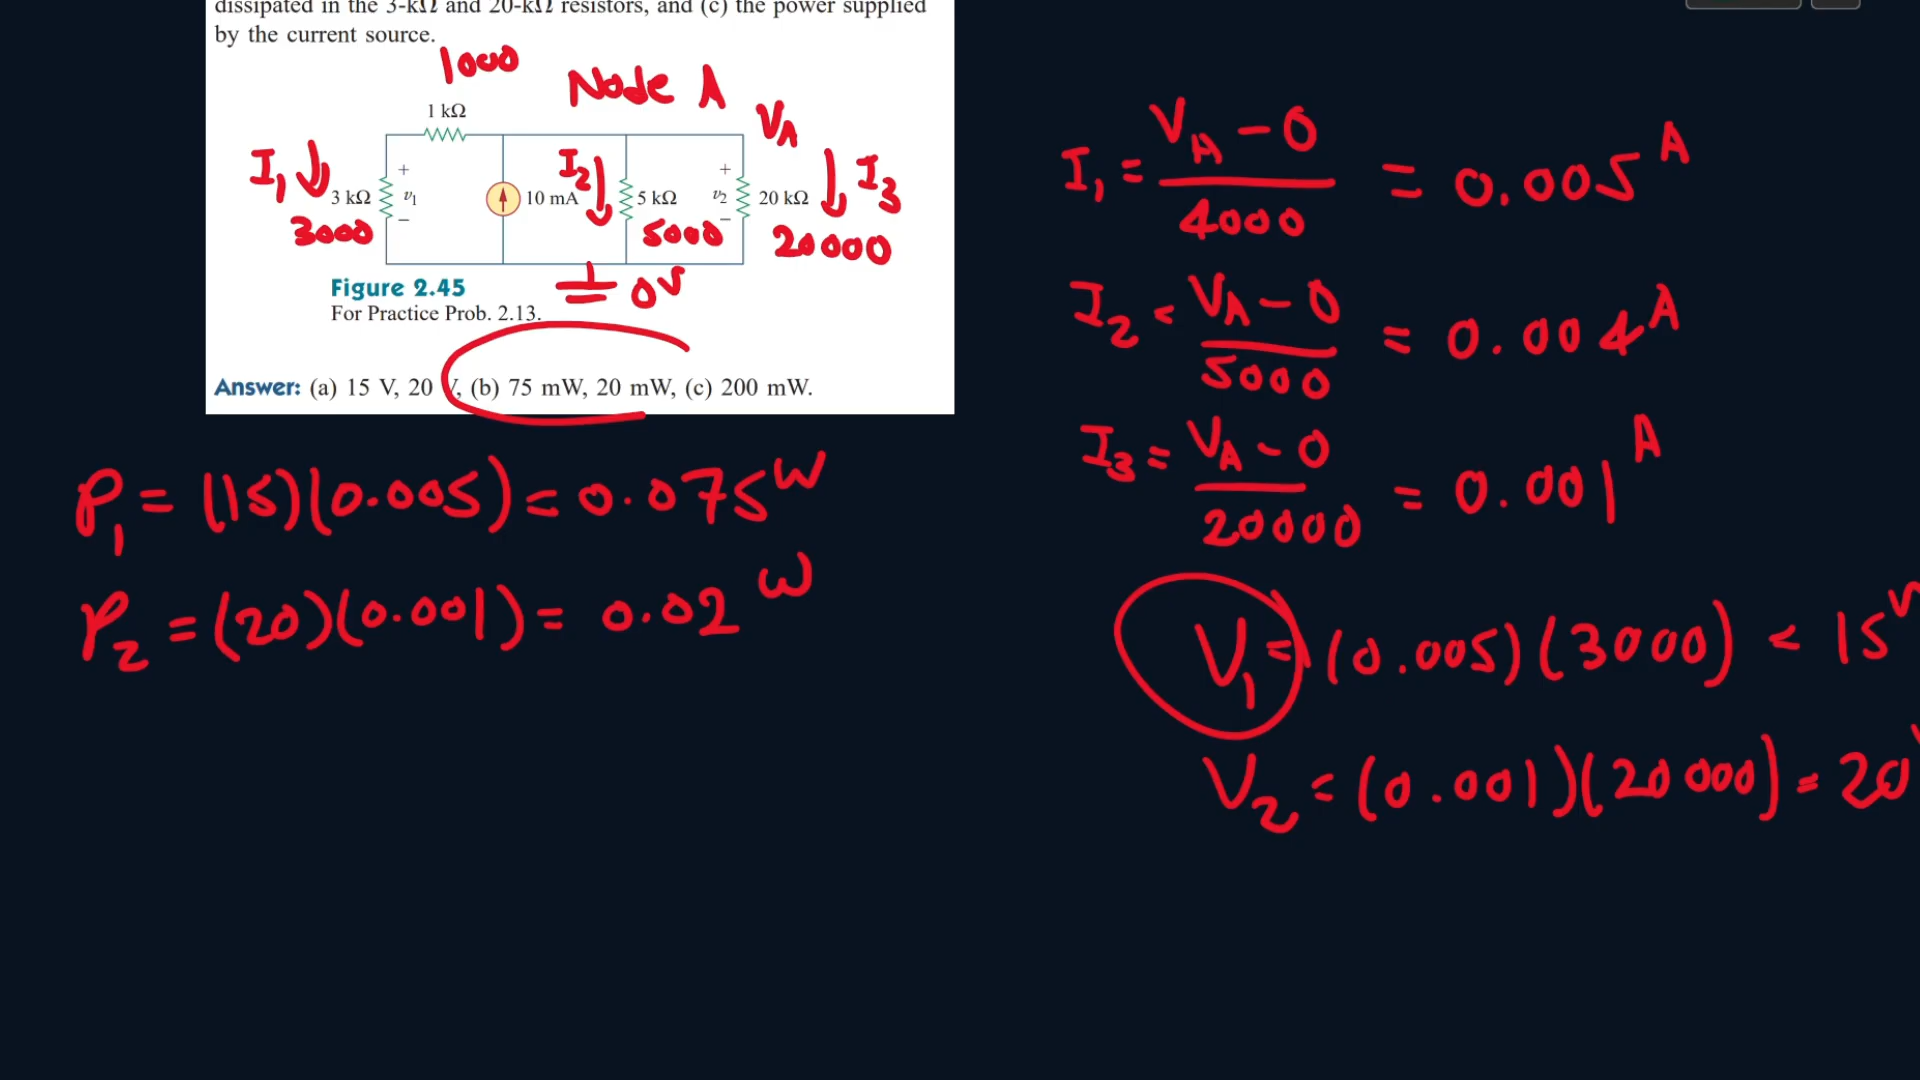 dissipated in the 3-kΩ and 20-kΩ resistors, and (c) the power supplied
by the current source.
1000
Node A
1 kΩ
VA
I1
+
I2
+
I3
3 kΩ
v1
10 mA
5 kΩ
v2
20 kΩ
−
−
3000
5000
20000
0V
Figure 2.45
For Practice Prob. 2.13.
Answer: (a) 15 V, 20 V, (b) 75 mW, 20 mW, (c) 200 mW.
P1 = (15)(0.005) = 0.075 W
P2 = (20)(0.001) = 0.02 W
I1 = VA - 0 / 4000 = 0.005 A
I2 = VA - 0 / 5000 = 0.004 A
I3 = VA - 0 / 20000 = 0.001 A
V1 = (0.005)(3000) = 15
V2 = (0.001)(20000) = 20